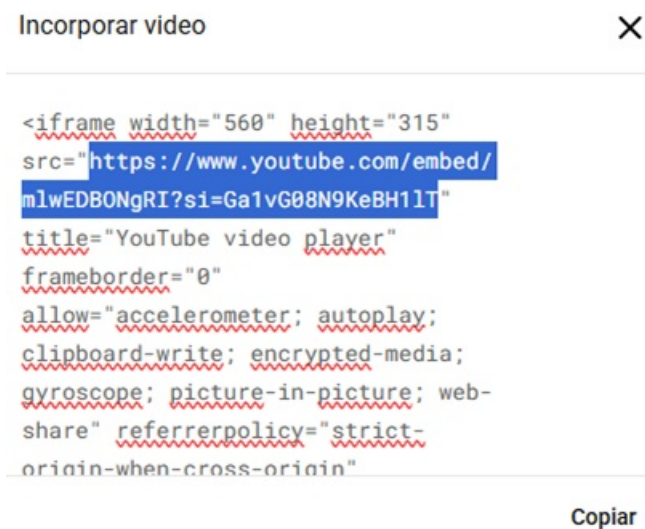 Incorporar video
<iframe width="560" height="315"
src="https://www.youtube.com/embed/
mlwEDBONgRI?si=Ga1vG08N9KeBH1lT"
title="YouTube video player"
frameborder="0"
allow="accelerometer; autoplay;
clipboard-write; encrypted-media;
gyroscope; picture-in-picture; web-
share" referrerpolicy="strict-
origin-when-cross-origin"
Copiar